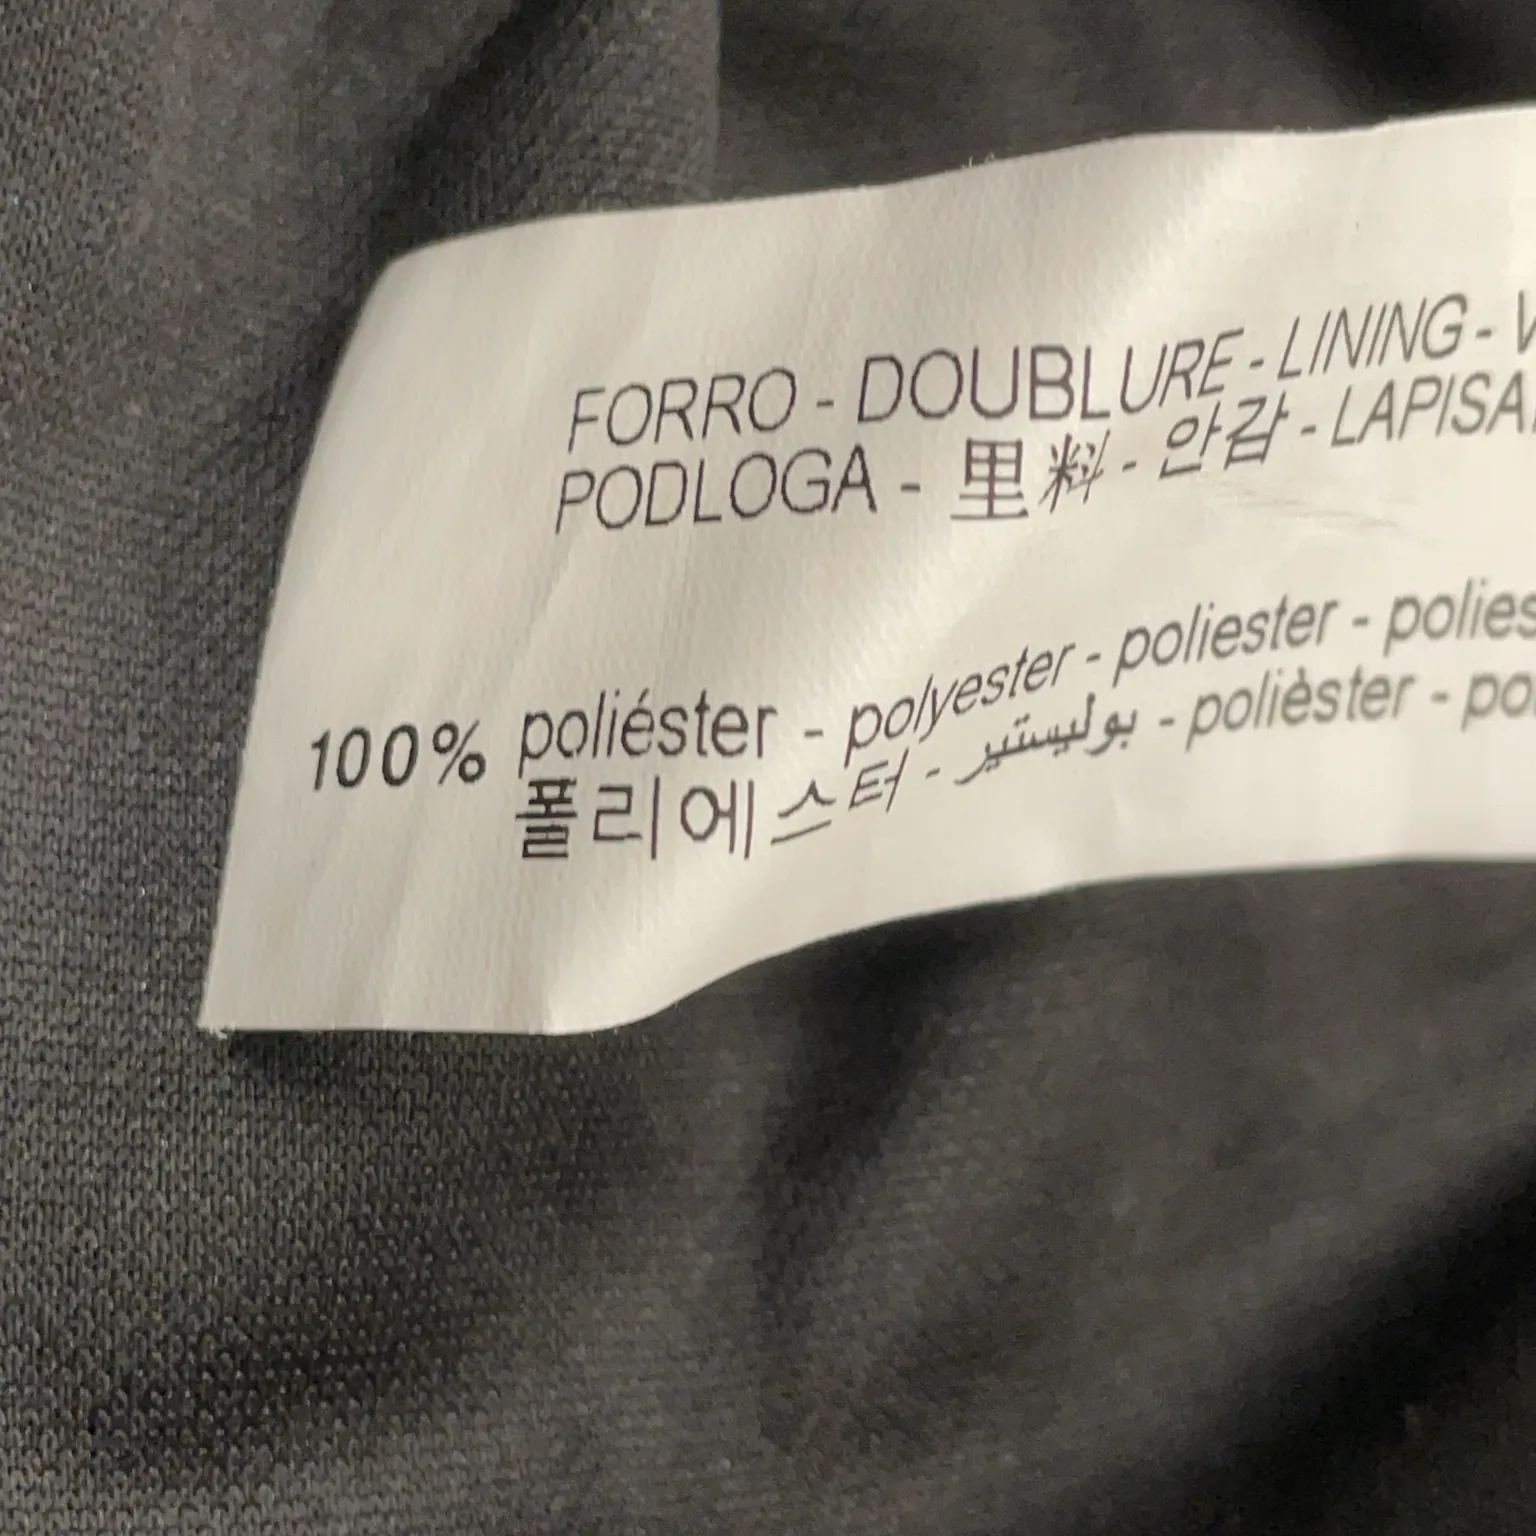 FORRO - DOUBLURE - LINING -
PODLOGA - 里料 - 안감 -
100% poliéster - polyester - poliester -
폴리에스터 - بوليستير - polièster -